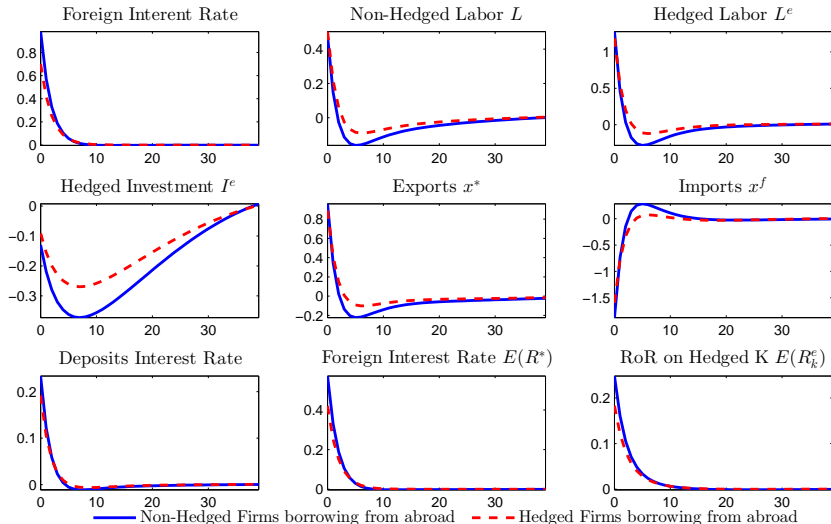 Foreign Interent Rate
0.8
0.6
0.4
0.2
0
0 10 20 30
Non-Hedged Labor L
0.4
0.2
0
0 10 20 30
Hedged Labor L^e
1
0.5
0
0 10 20 30
Hedged Investment I^e
0
−0.1
−0.2
−0.3
0 10 20 30
Exports x*
0.8
0.6
0.4
0.2
0
−0.2
0 10 20 30
Imports x^f
0
−0.5
−1
−1.5
0 10 20 30
Deposits Interest Rate
0.2
0.1
0
0 10 20 30
Foreign Interest Rate E(R*)
0.4
0.2
0
0 10 20 30
RoR on Hedged K E(R_k^e)
0.2
0.1
0
0 10 20 30
Non-Hedged Firms borrowing from abroad Hedged Firms borrowing from abroad